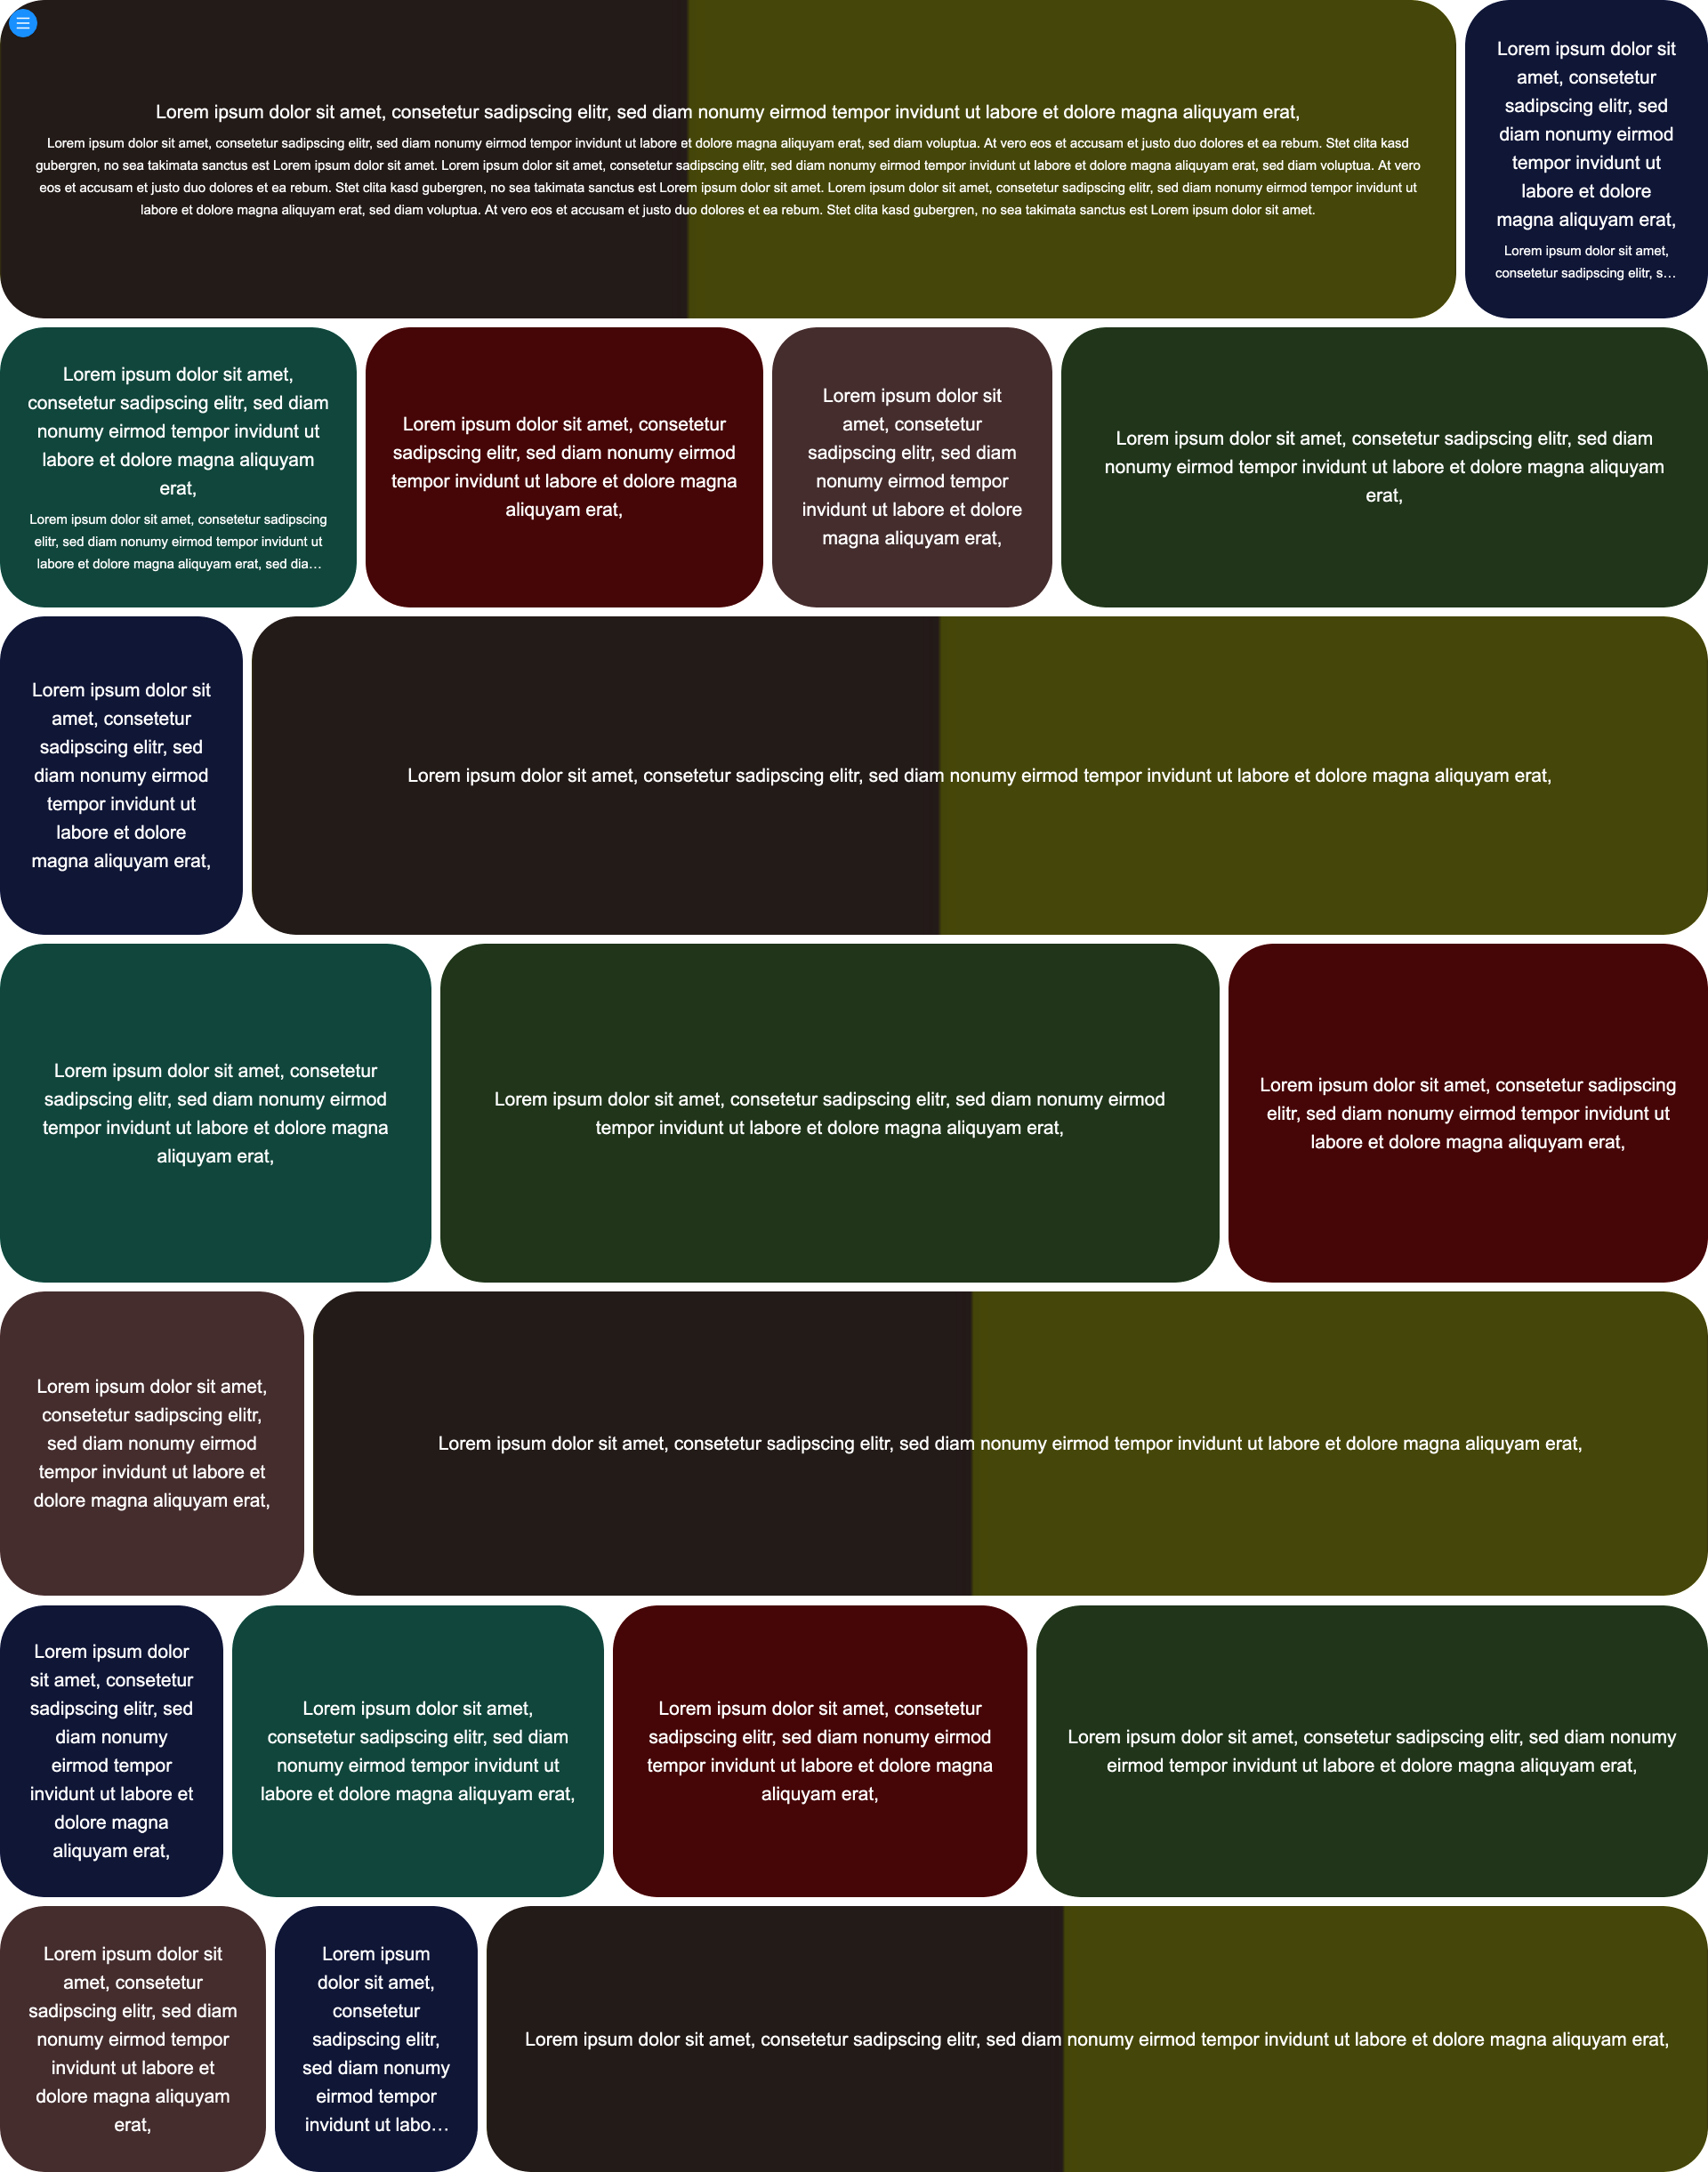 Lorem ipsum dolor sit amet, consetetur sadipscing elitr, sed diam nonumy eirmod tempor invidunt ut labore et dolore magna aliquyam erat,
Lorem ipsum dolor sit amet, consetetur sadipscing elitr, sed diam nonumy eirmod tempor invidunt ut labore et dolore magna aliquyam erat, sed diam voluptua. At vero eos et accusam et justo duo dolores et ea rebum. Stet clita kasd
gubergren, no sea takimata sanctus est Lorem ipsum dolor sit amet. Lorem ipsum dolor sit amet, consetetur sadipscing elitr, sed diam nonumy eirmod tempor invidunt ut labore et dolore magna aliquyam erat, sed diam voluptua. At vero
eos et accusam et justo duo dolores et ea rebum. Stet clita kasd gubergren, no sea takimata sanctus est Lorem ipsum dolor sit amet. Lorem ipsum dolor sit amet, consetetur sadipscing elitr, sed diam nonumy eirmod tempor invidunt ut
labore et dolore magna aliquyam erat, sed diam voluptua. At vero eos et accusam et justo duo dolores et ea rebum. Stet clita kasd gubergren, no sea takimata sanctus est Lorem ipsum dolor sit amet.
Lorem ipsum dolor sit
amet, consetetur
sadipscing elitr, sed
diam nonumy eirmod
tempor invidunt ut
labore et dolore
magna aliquyam erat,
Lorem ipsum dolor sit amet,
consetetur sadipscing elitr, s…
Lorem ipsum dolor sit amet,
consetetur sadipscing elitr, sed diam
nonumy eirmod tempor invidunt ut
labore et dolore magna aliquyam
erat,
Lorem ipsum dolor sit amet, consetetur sadipscing
elitr, sed diam nonumy eirmod tempor invidunt ut
labore et dolore magna aliquyam erat, sed dia…
Lorem ipsum dolor sit amet, consetetur
sadipscing elitr, sed diam nonumy eirmod
tempor invidunt ut labore et dolore magna
aliquyam erat,
Lorem ipsum dolor sit
amet, consetetur
sadipscing elitr, sed diam
nonumy eirmod tempor
invidunt ut labore et dolore
magna aliquyam erat,
Lorem ipsum dolor sit amet, consetetur sadipscing elitr, sed diam
nonumy eirmod tempor invidunt ut labore et dolore magna aliquyam
erat,
Lorem ipsum dolor sit
amet, consetetur
sadipscing elitr, sed
diam nonumy eirmod
tempor invidunt ut
labore et dolore
magna aliquyam erat,
Lorem ipsum dolor sit amet, consetetur sadipscing elitr, sed diam nonumy eirmod tempor invidunt ut labore et dolore magna aliquyam erat,
Lorem ipsum dolor sit amet, consetetur
sadipscing elitr, sed diam nonumy eirmod
tempor invidunt ut labore et dolore magna
aliquyam erat,
Lorem ipsum dolor sit amet, consetetur sadipscing elitr, sed diam nonumy eirmod
tempor invidunt ut labore et dolore magna aliquyam erat,
Lorem ipsum dolor sit amet, consetetur sadipscing
elitr, sed diam nonumy eirmod tempor invidunt ut
labore et dolore magna aliquyam erat,
Lorem ipsum dolor sit amet,
consetetur sadipscing elitr,
sed diam nonumy eirmod
tempor invidunt ut labore et
dolore magna aliquyam erat,
Lorem ipsum dolor sit amet, consetetur sadipscing elitr, sed diam nonumy eirmod tempor invidunt ut labore et dolore magna aliquyam erat,
Lorem ipsum dolor
sit amet, consetetur
sadipscing elitr, sed
diam nonumy
eirmod tempor
invidunt ut labore et
dolore magna
aliquyam erat,
Lorem ipsum dolor sit amet,
consetetur sadipscing elitr, sed diam
nonumy eirmod tempor invidunt ut
labore et dolore magna aliquyam erat,
Lorem ipsum dolor sit amet, consetetur
sadipscing elitr, sed diam nonumy eirmod
tempor invidunt ut labore et dolore magna
aliquyam erat,
Lorem ipsum dolor sit amet, consetetur sadipscing elitr, sed diam nonumy
eirmod tempor invidunt ut labore et dolore magna aliquyam erat,
Lorem ipsum dolor sit
amet, consetetur
sadipscing elitr, sed diam
nonumy eirmod tempor
invidunt ut labore et
dolore magna aliquyam
erat,
Lorem ipsum
dolor sit amet,
consetetur
sadipscing elitr,
sed diam nonumy
eirmod tempor
invidunt ut labo…
Lorem ipsum dolor sit amet, consetetur sadipscing elitr, sed diam nonumy eirmod tempor invidunt ut labore et dolore magna aliquyam erat,